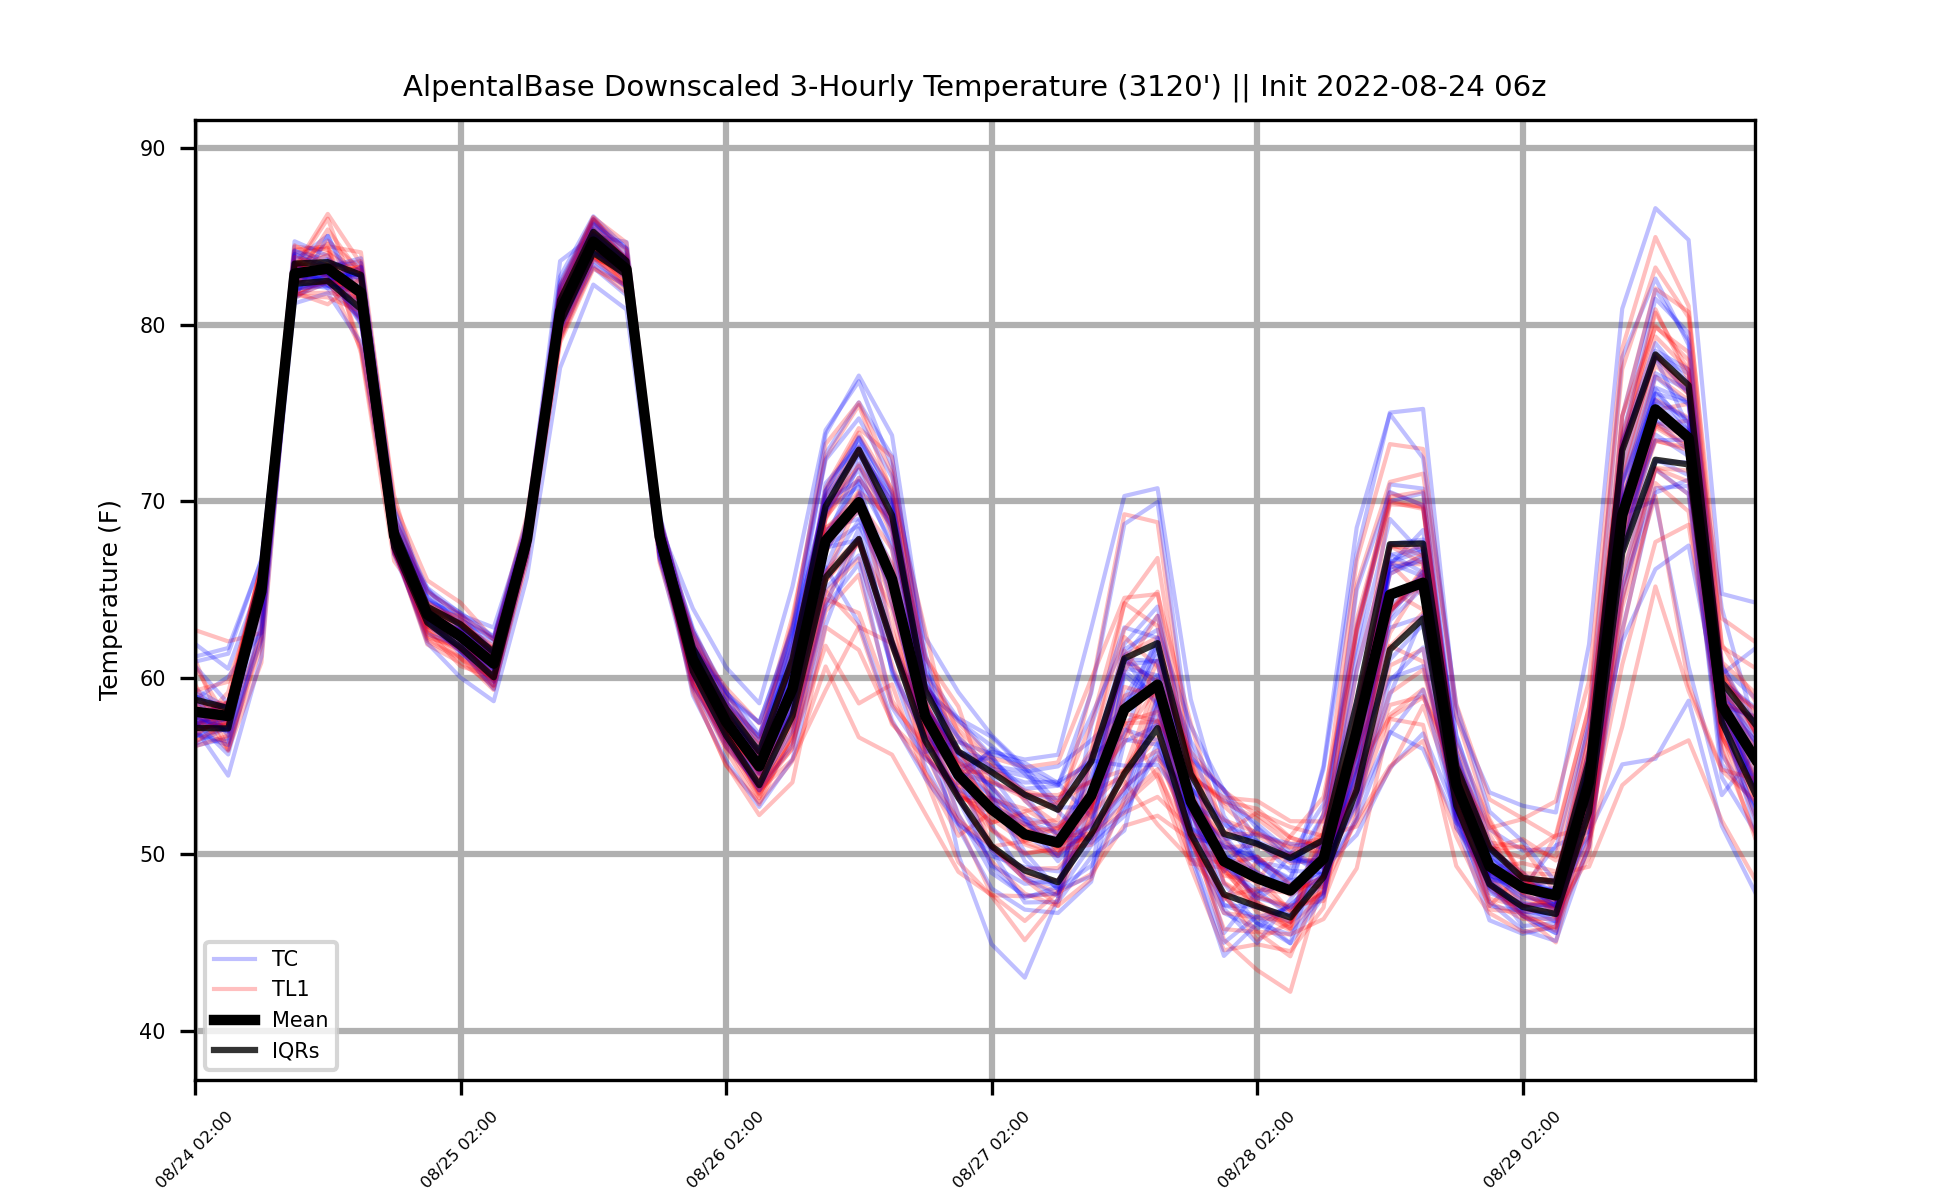 AlpentalBase Downscaled 3-Hourly Temperature (3120') || Init 2022-08-24 06z
Temperature (F)
90
80
70
60
50
40
TC
TL1
Mean
IQRs
08/24 02:00
08/25 02:00
08/26 02:00
08/27 02:00
08/28 02:00
08/29 02:00